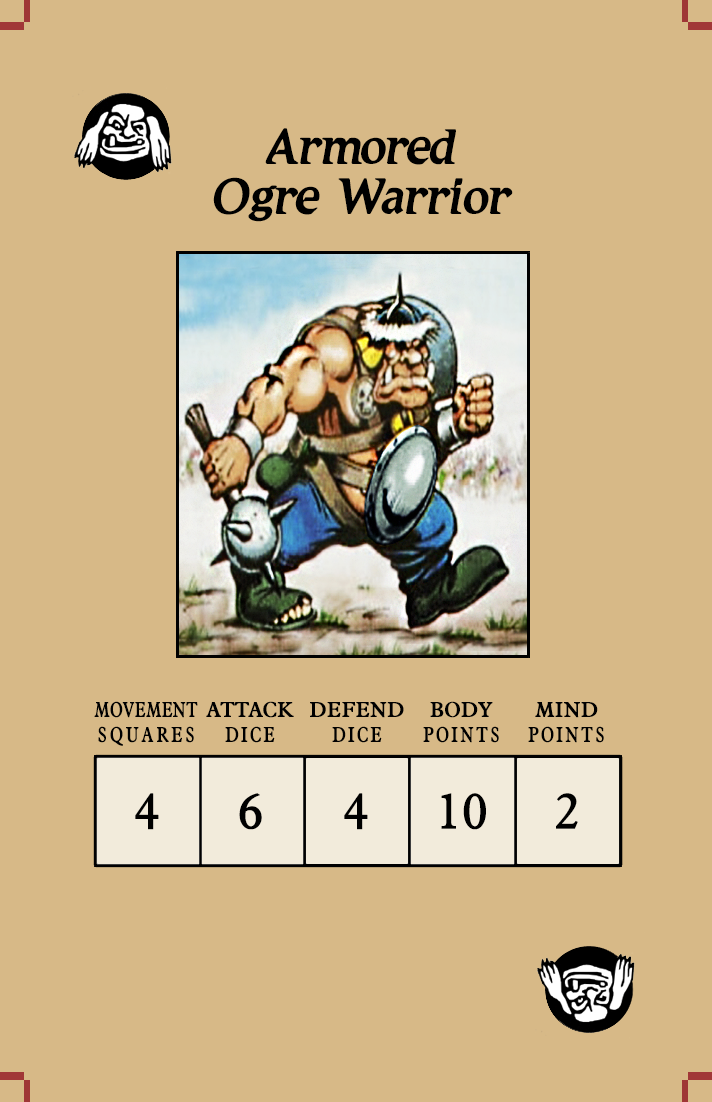 Armored
Ogre Warrior
MOVEMENT ATTACK DEFEND BODY MIND
SQUARES DICE DICE POINTS POINTS
4 6 4 10 2